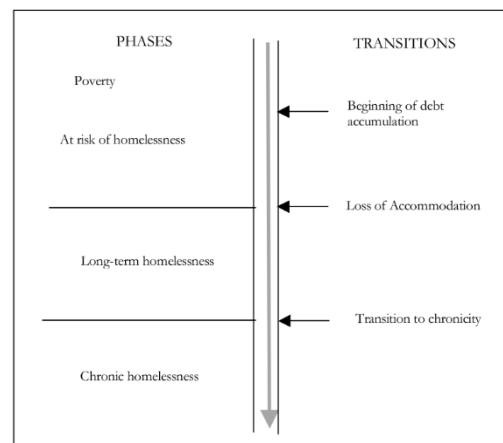 PHASES
TRANSITIONS
Poverty
Beginning of debt
accumulation
At risk of homelessness
Loss of Accommodation
Long-term homelessness
Transition to chronicity
Chronic homelessness